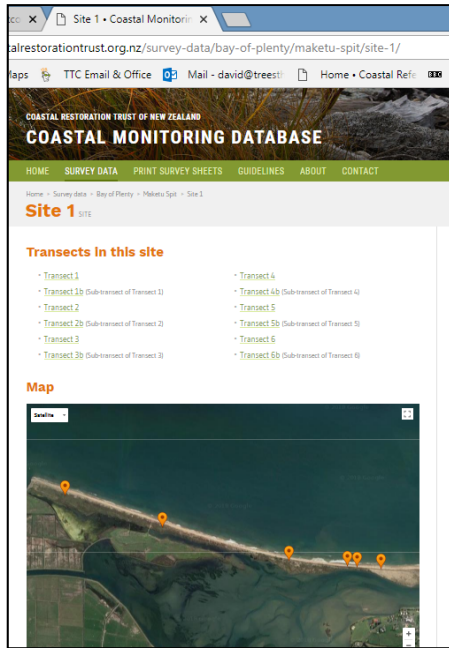 Site 1 • Coastal Monitorin
talrestorationtrust.org.nz/survey-data/bay-of-plenty/maketu-spit/site-1/
Maps TTC Email & Office Mail - david@treest Home • Coastal Refe
COASTAL RESTORATION TRUST OF NEW ZEALAND
COASTAL MONITORING DATABASE
HOME SURVEY DATA PRINT SURVEY SHEETS GUIDELINES ABOUT CONTACT
Home > Survey data > Bay of Plenty > Maketu Spit > Site 1
Site 1 SITE
Transects in this site
Transect 1
Transect 1b (Sub-transect of Transect 1)
Transect 2
Transect 2b (Sub-transect of Transect 2)
Transect 3
Transect 3b (Sub-transect of Transect 3)
Transect 4
Transect 4b (Sub-transect of Transect 4)
Transect 5
Transect 5b (Sub-transect of Transect 5)
Transect 6
Transect 6b (Sub-transect of Transect 6)
Map
Satellite